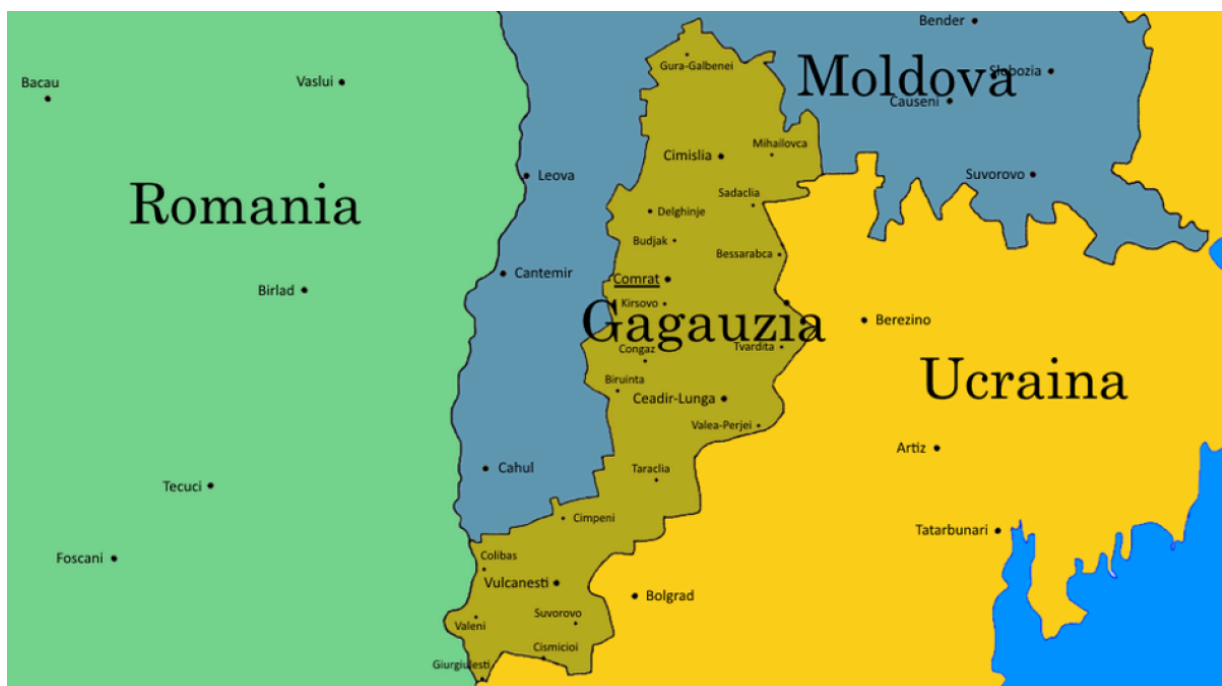 Bender
Gura-Galbenei
Moldova
Slobozia
Bacau
Vaslui
Causeni
Mihailovca
Cimislia
Leova
Suvorovo
Romania
Sadaclia
Delghinje
Budjak
Bessarabca
Cantemir
Comrat
Birlad
Kirsovo
Gagauzia
Berezino
Congaz
Tvardita
Ucraina
Biruinta
Ceadir-Lunga
Valea-Perjei
Artiz
Cahul
Taraclia
Tecuci
Cimpeni
Tatarbunari
Foscani
Colibas
Vulcanesti
Bolgrad
Suvorovo
Valeni
Cismicioi
Giurgiulesti